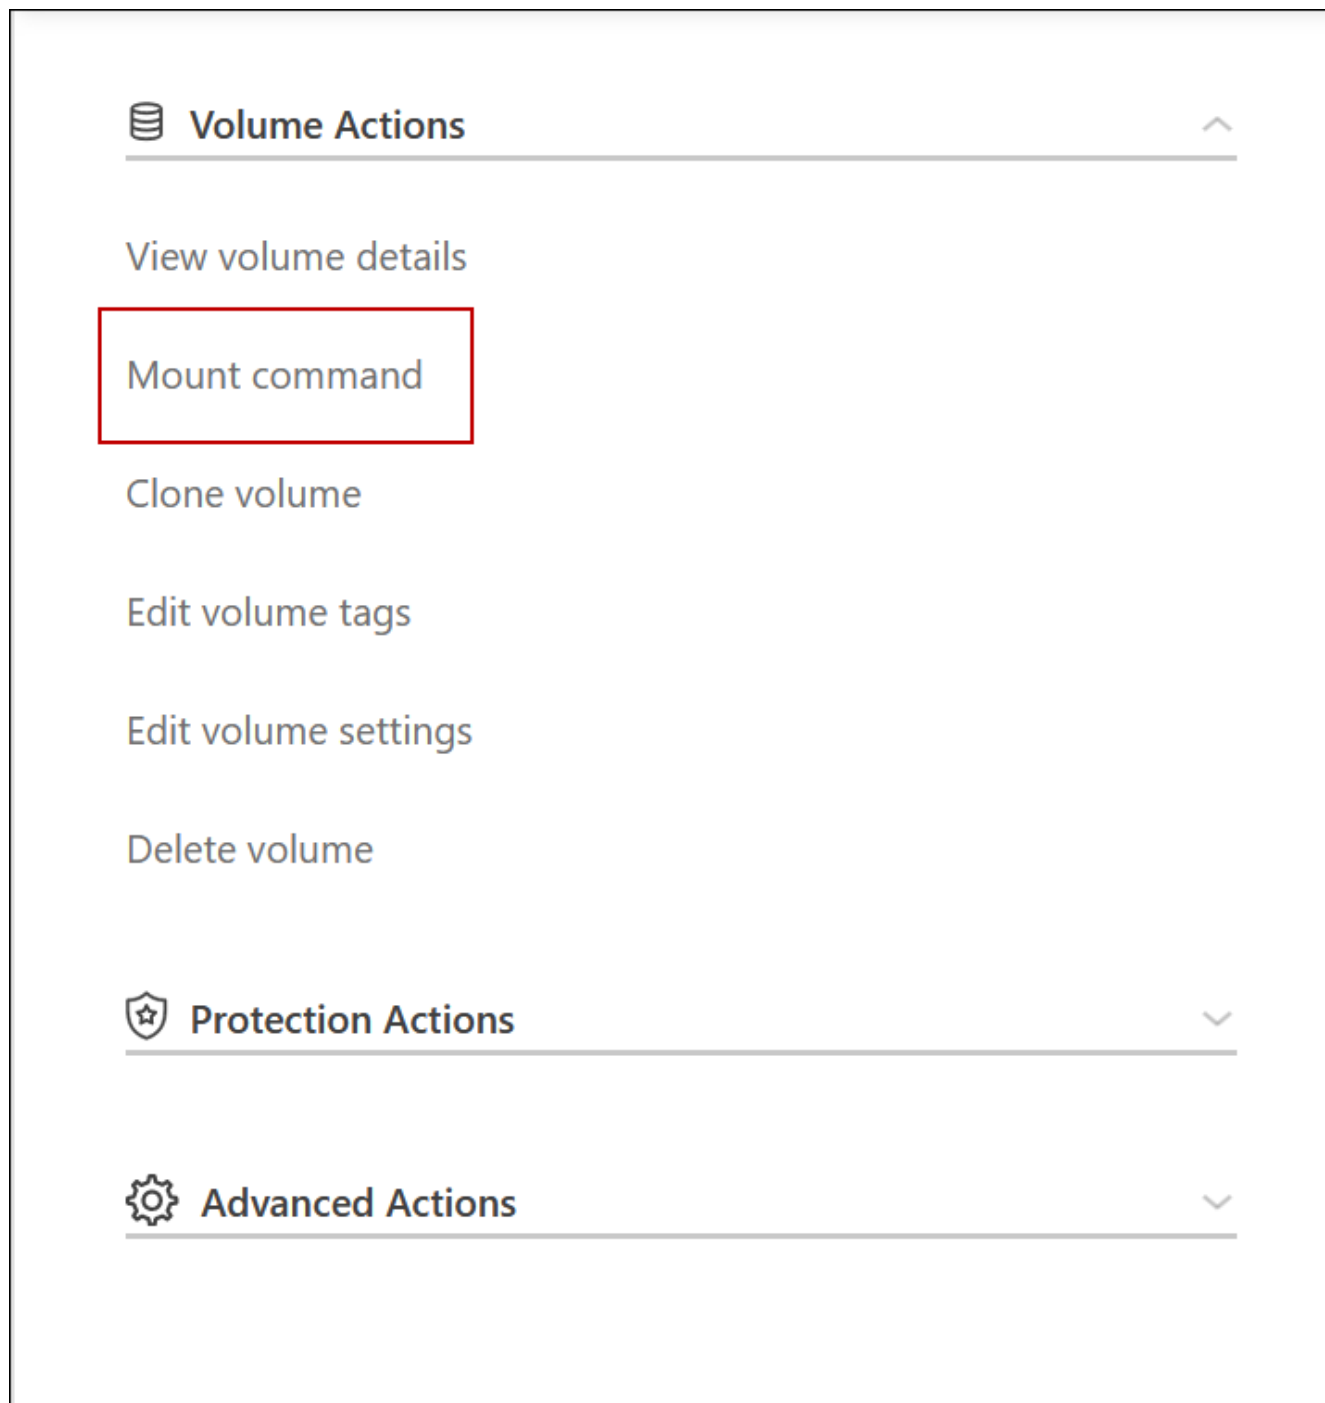 Volume Actions
View volume details
Mount command
Clone volume
Edit volume tags
Edit volume settings
Delete volume
Protection Actions
Advanced Actions